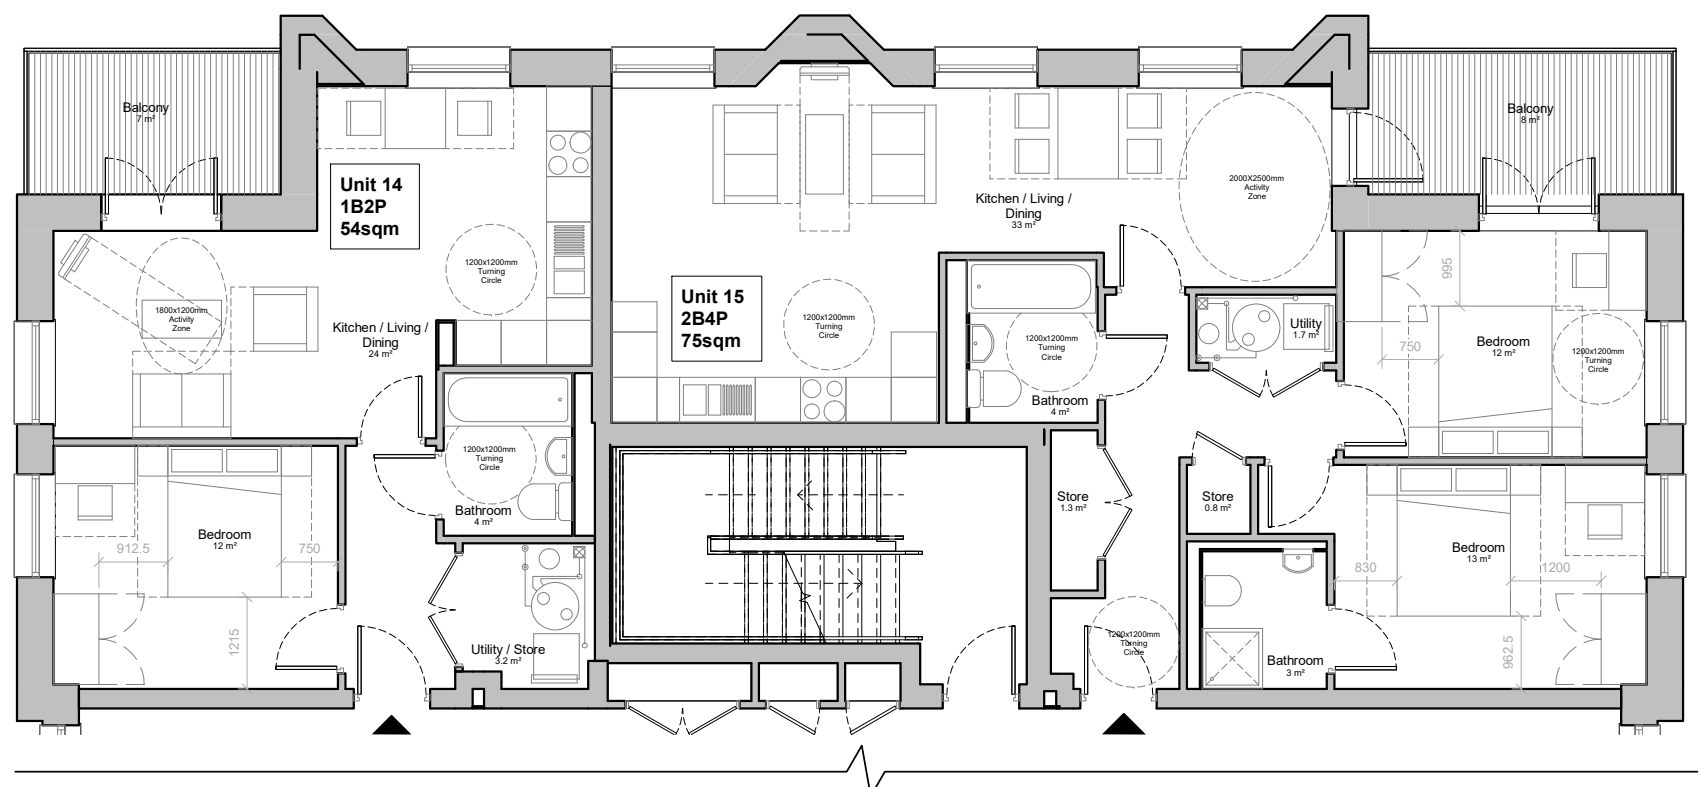 Balcony
7 m²
Unit 14
1B2P
54sqm
1200x1200mm
Turning
Circle
1800x1200mm
Activity
Zone
Kitchen / Living /
Dining
24 m²
1200x1200mm
Turning
Circle
Bathroom
4 m²
Bedroom
12 m²
912.5
750
1215
Utility / Store
3.2 m²
Kitchen / Living /
Dining
33 m²
2000X2500mm
Activity
Zone
Unit 15
2B4P
75sqm
1200x1200mm
Turning
Circle
1200x1200mm
Turning
Circle
Bathroom
4 m²
Utility
1.7 m²
Balcony
8 m²
995
750
Bedroom
12 m²
1200x1200mm
Turning
Circle
Store
1.3 m²
Store
0.8 m²
Bedroom
13 m²
830
1200
962.5
Bathroom
3 m²
1200x1200mm
Turning
Circle